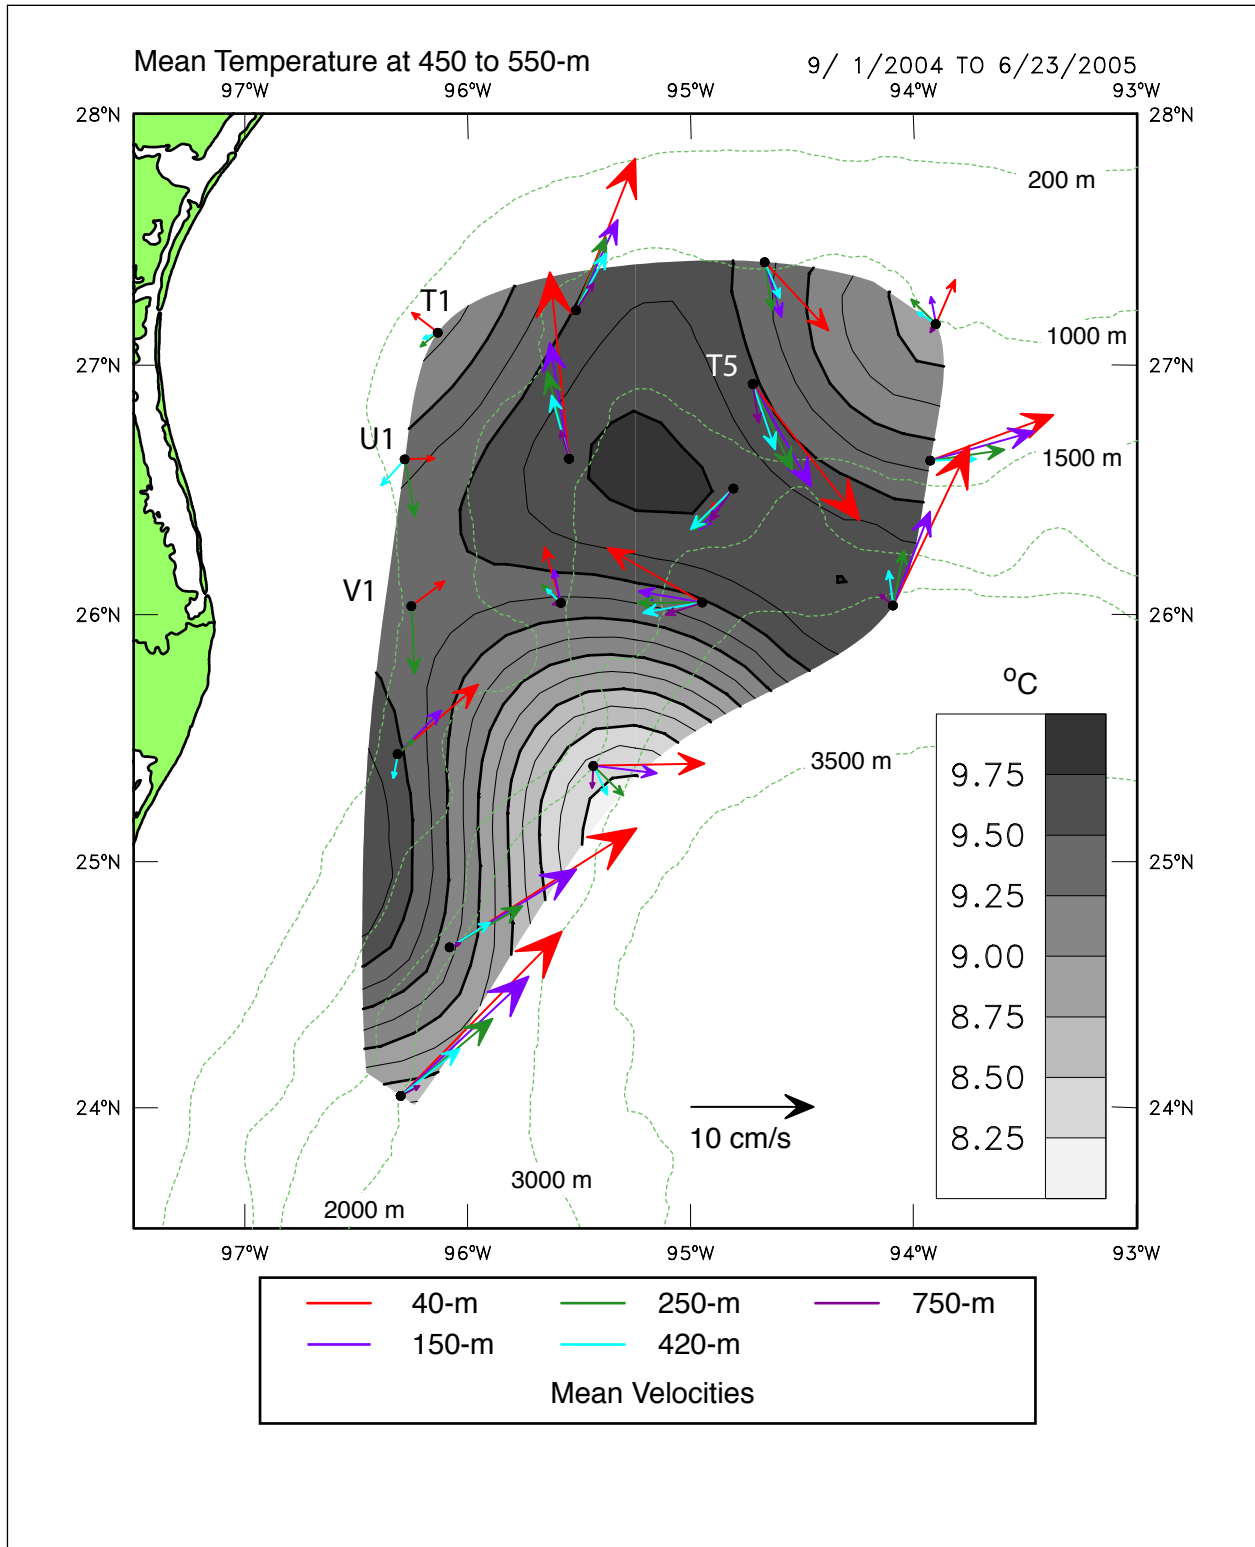 Mean Temperature at 450 to 550-m
9/ 1/2004 TO 6/23/2005
97°W 96°W 95°W 94°W 93°W
28°N 28°N
200 m
T1
1000 m
27°N T5 27°N
U1
1500 m
V1
26°N 26°N
°C
3500 m
9.75
9.50
25°N 25°N
9.25
9.00
8.75
8.50
24°N 24°N
8.25
10 cm/s
3000 m
2000 m
97°W 96°W 95°W 94°W 93°W
40-m 250-m 750-m
150-m 420-m
Mean Velocities